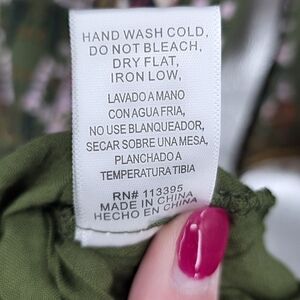 HAND WASH COLD,
DO NOT BLEACH,
DRY FLAT,
IRON LOW,
LAVADO A MANO
CON AGUA FRIA,
NO USE BLANQUEADOR,
SECAR SOBRE UNA MESA,
PLANCHADO A
TEMPERATURA TIBIA
RN# 113395
MADE IN CHINA
HECHO EN CHINA